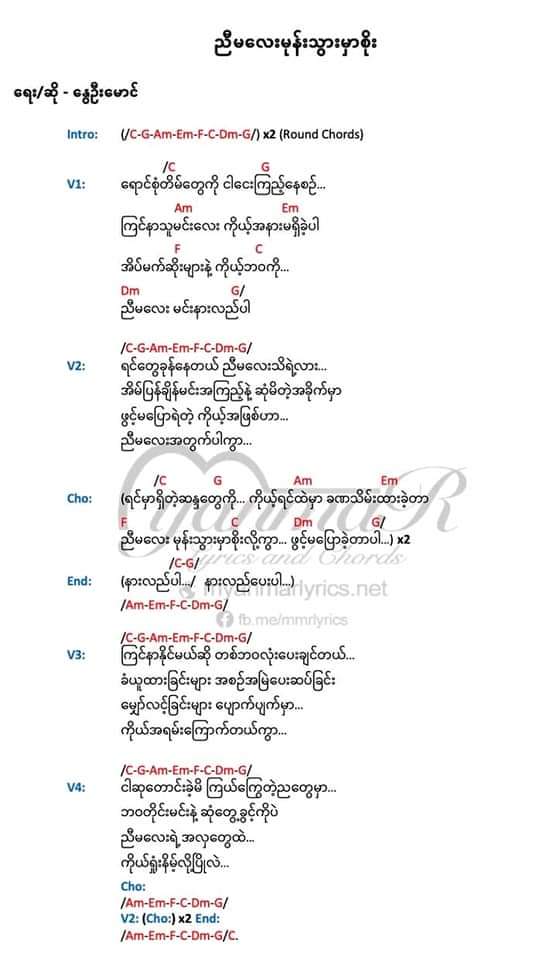 ညီမလေးမုန်းသွားမှာစိုး
ရေး/ဆို - နွေဦးမောင်
Intro: (/C-G-Am-Em-F-C-Dm-G/) x2 (Round Chords)
/C G
V1: ရောင်စုံတိမ်တွေကို ငါငေးကြည့်နေစဉ်...
Am Em
ကြင်နာသူမင်းလေး ကိုယ့်အနားမရှိခဲ့ပါ
F C
အိပ်မက်ဆိုးများနဲ့ ကိုယ့်ဘဝကို...
Dm G/
ညီမလေး မင်းနားလည်ပါ
/C-G-Am-Em-F-C-Dm-G/
V2: ရင်တွေခုန်နေတယ် ညီမလေးသိရဲ့လား...
အိမ်ပြန်ချိန်မင်းအကြည့်နဲ့ ဆုံမိတဲ့အခိုက်မှာ
ဖွင့်မပြောရဲတဲ့ ကိုယ့်အဖြစ်ဟာ...
ညီမလေးအတွက်ပါကွာ...
/C G Am Em
Cho: (ရင်မှာရှိတဲ့ဆန္ဒတွေကို... ကိုယ့်ရင်ထဲမှာ ခဏသိမ်းထားခဲ့တာ
F C Dm G/
ညီမလေး မုန်းသွားမှာစိုးလို့ကွာ... ဖွင့်မပြောခဲ့တာပါ...) x2
/C-G/
End: (နားလည်ပါ.../ နားလည်ပေးပါ...)
/Am-Em-F-C-Dm-G/
/C-G-Am-Em-F-C-Dm-G/
V3: ကြင်နာနိုင်မယ်ဆို တစ်ဘဝလုံးပေးချင်တယ်...
ခံယူထားခြင်းများ အစဉ်အမြဲပေးဆပ်ခြင်း
မျှော်လင့်ခြင်းများ ပျောက်ပျက်မှာ...
ကိုယ်အရမ်းကြောက်တယ်ကွာ...
/C-G-Am-Em-F-C-Dm-G/
V4: ငါဆုတောင်းခဲ့မိ ကြယ်ကြွေတဲ့ညတွေမှာ...
ဘဝတိုင်းမင်းနဲ့ ဆုံတွေ့ခွင့်ကိုပဲ
ညီမလေးရဲ့ အလှတွေထဲ...
ကိုယ်ရှုံးနိမ့်လို့ပြိုလဲ...
Cho:
/Am-Em-F-C-Dm-G/
V2: (Cho:) x2 End:
/Am-Em-F-C-Dm-G/C.
MyanmaR
Lyrics and Chords
myanmarlyrics.net
fb.me/mmrlyrics